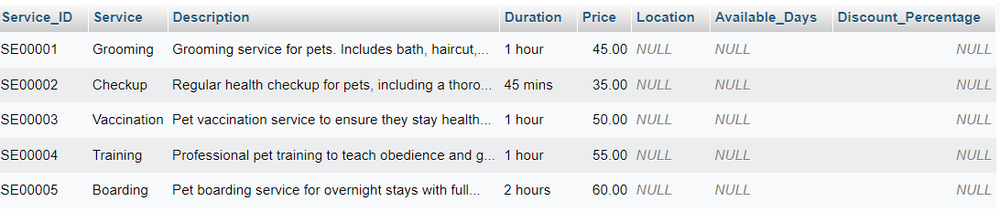 Service_ID Service Description Duration Price Location Available_Days Discount_Percentage
SE00001 Grooming Grooming service for pets. Includes bath, haircut,... 1 hour 45.00 NULL NULL NULL
SE00002 Checkup Regular health checkup for pets, including a thoro... 45 mins 35.00 NULL NULL NULL
SE00003 Vaccination Pet vaccination service to ensure they stay health... 1 hour 50.00 NULL NULL NULL
SE00004 Training Professional pet training to teach obedience and g... 1 hour 55.00 NULL NULL NULL
SE00005 Boarding Pet boarding service for overnight stays with full... 2 hours 60.00 NULL NULL NULL